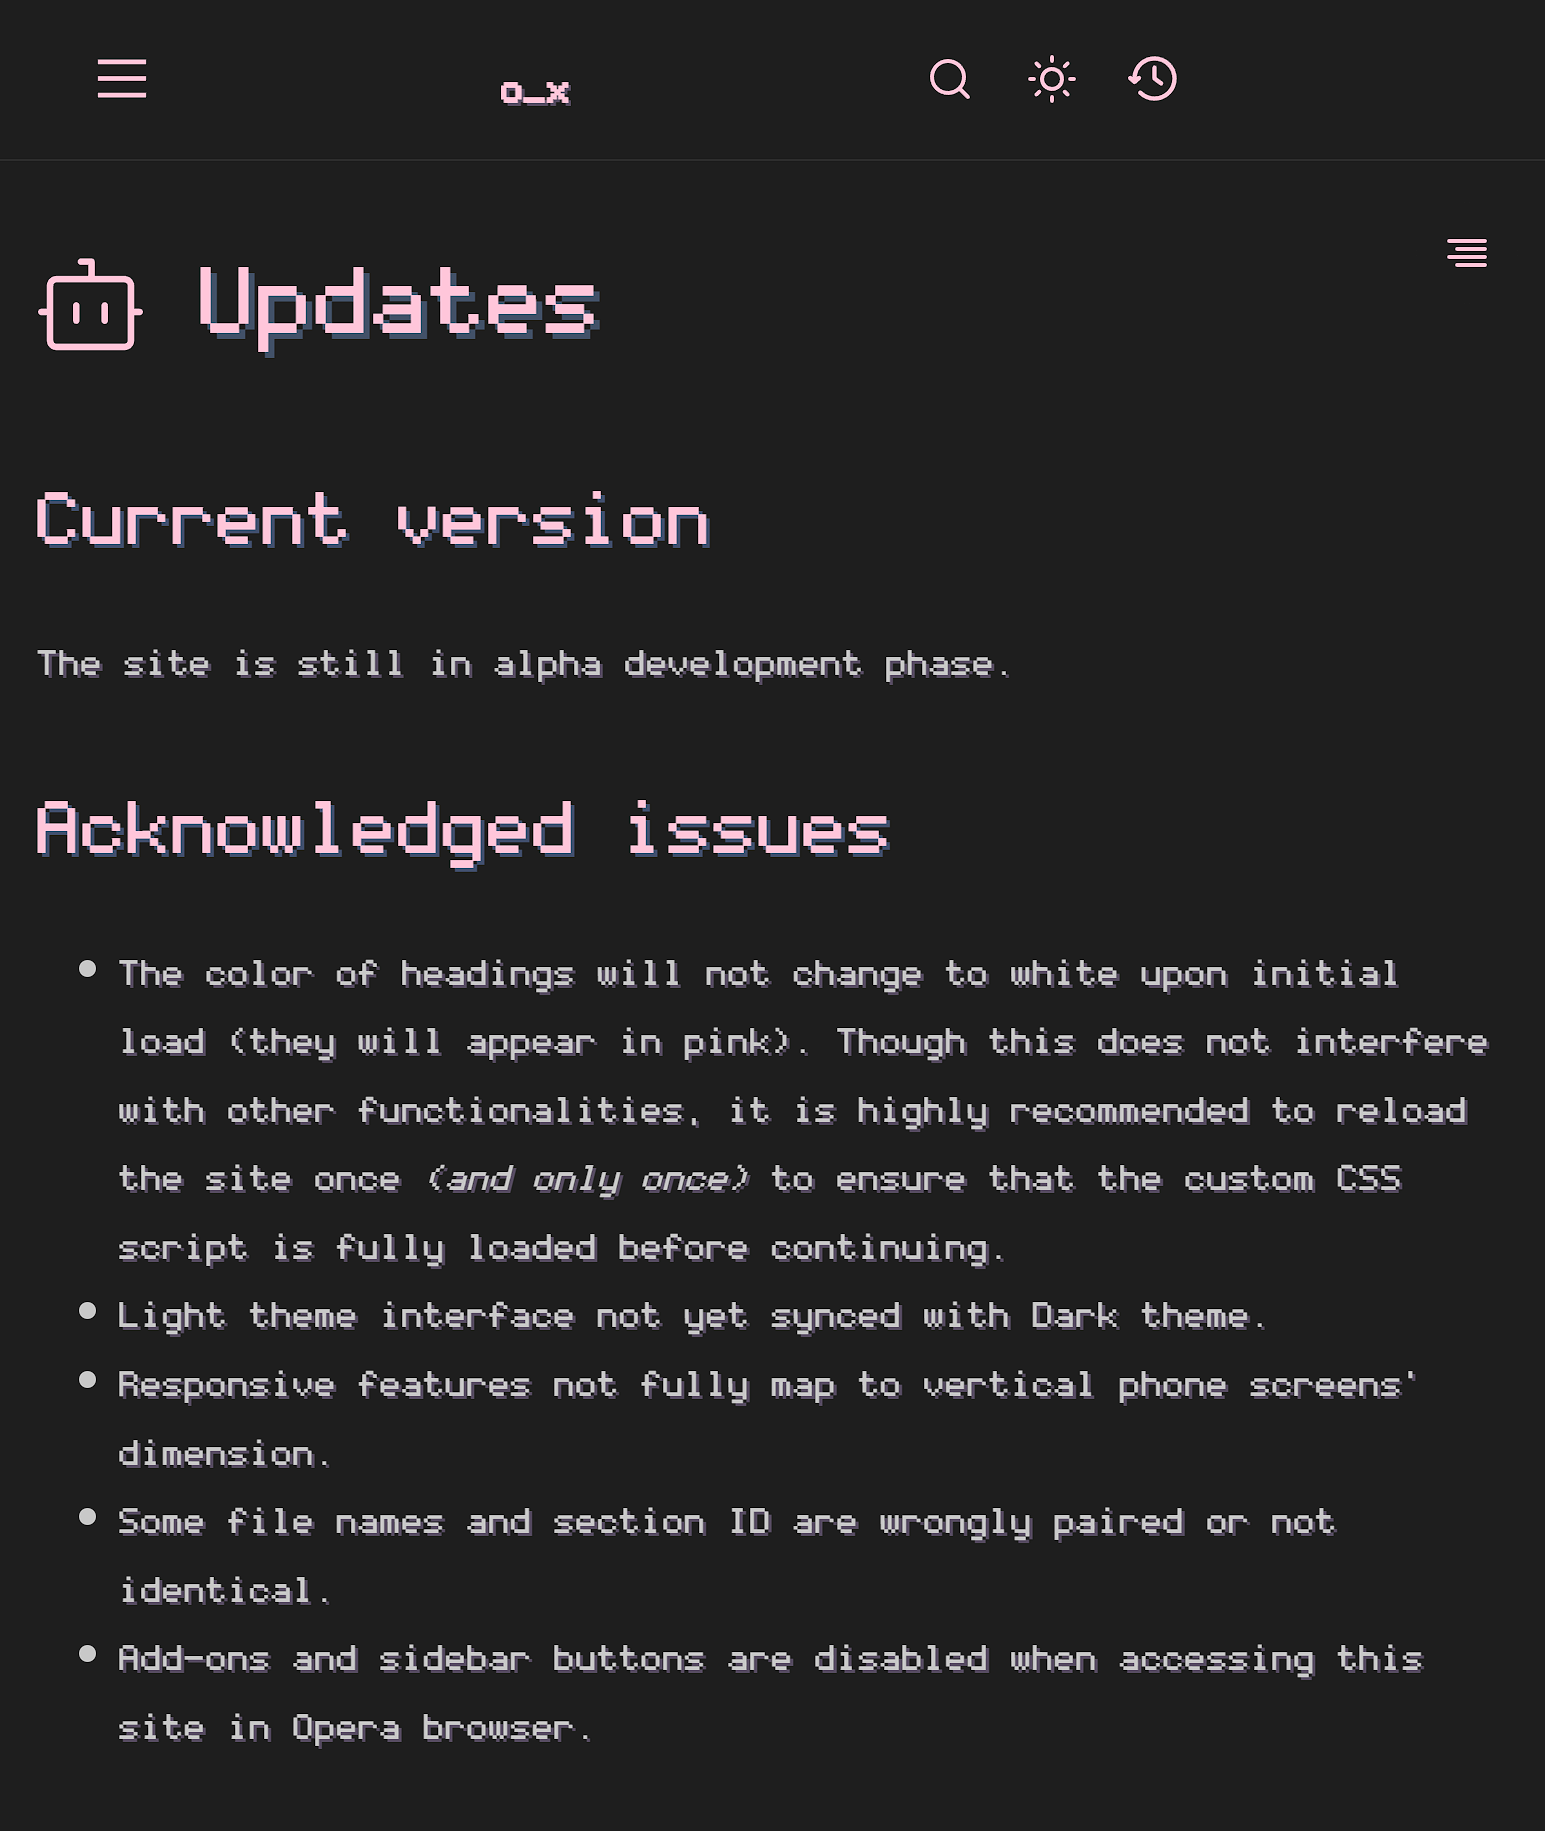 o_x
Updates
Current version
The site is still in alpha development phase.
Acknowledged issues
The color of headings will not change to white upon initial
load (they will appear in pink). Though this does not interfere
with other functionalities, it is highly recommended to reload
the site once (and only once) to ensure that the custom CSS
script is fully loaded before continuing.
Light theme interface not yet synced with Dark theme.
Responsive features not fully map to vertical phone screens'
dimension.
Some file names and section ID are wrongly paired or not
identical.
Add-ons and sidebar buttons are disabled when accessing this
site in Opera browser.